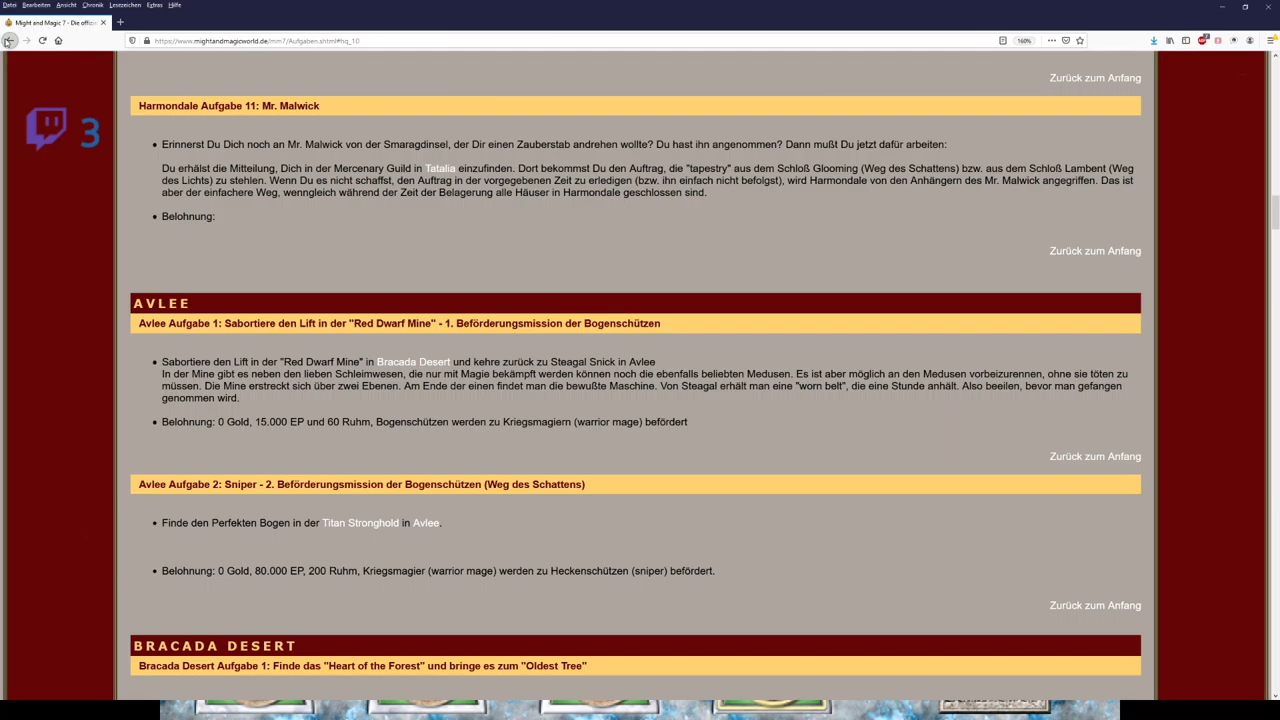 Datei Bearbeiten Ansicht Chronik Lesezeichen Extras Hilfe
Might and Magic 7 - Die offizi
https://www.mightandmagicworld.de/mm7/Aufgaben.shtml#hq_10
160%
Zurück zum Anfang
Harmondale Aufgabe 11: Mr. Malwick
3
• Erinnerst Du Dich noch an Mr. Malwick von der Smaragdinsel, der Dir einen Zauberstab andrehen wollte? Du hast ihn angenommen? Dann mußt Du jetzt dafür arbeiten:
Du erhälst die Mitteilung, Dich in der Mercenary Guild in Tatalia einzufinden. Dort bekommst Du den Auftrag, die "tapestry" aus dem Schloß Glooming (Weg des Schattens) bzw. aus dem Schloß Lambent (Weg
des Lichts) zu stehlen. Wenn Du es nicht schaffst, den Auftrag in der vorgegebenen Zeit zu erledigen (bzw. ihn einfach nicht befolgst), wird Harmondale von den Anhängern des Mr. Malwick angegriffen. Das ist
aber der einfachere Weg, wenngleich während der Zeit der Belagerung alle Häuser in Harmondale geschlossen sind.
• Belohnung:
Zurück zum Anfang
AVLEE
Avlee Aufgabe 1: Sabortiere den Lift in der "Red Dwarf Mine" - 1. Beförderungsmission der Bogenschützen
• Sabortiere den Lift in der "Red Dwarf Mine" in Bracada Desert und kehre zurück zu Steagal Snick in Avlee
In der Mine gibt es neben den lieben Schleimwesen, die nur mit Magie bekämpft werden können noch die ebenfalls beliebten Medusen. Es ist aber möglich an den Medusen vorbeizurennen, ohne sie töten zu
müssen. Die Mine erstreckt sich über zwei Ebenen. Am Ende der einen findet man die bewußte Maschine. Von Steagal erhält man eine "worn belt", die eine Stunde anhält. Also beeilen, bevor man gefangen
genommen wird.
• Belohnung: 0 Gold, 15.000 EP und 60 Ruhm, Bogenschützen werden zu Kriegsmagiern (warrior mage) befördert
Zurück zum Anfang
Avlee Aufgabe 2: Sniper - 2. Beförderungsmission der Bogenschützen (Weg des Schattens)
• Finde den Perfekten Bogen in der Titan Stronghold in Avlee.
• Belohnung: 0 Gold, 80.000 EP, 200 Ruhm, Kriegsmagier (warrior mage) werden zu Heckenschützen (sniper) befördert.
Zurück zum Anfang
BRACADA DESERT
Bracada Desert Aufgabe 1: Finde das "Heart of the Forest" und bringe es zum "Oldest Tree"